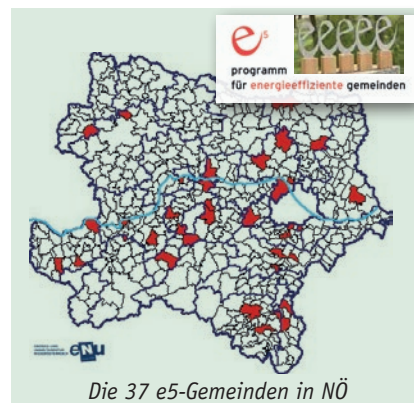 e5
programm
für energieeffiziente gemeinden
eNu
Die 37 e5-Gemeinden in NÖ